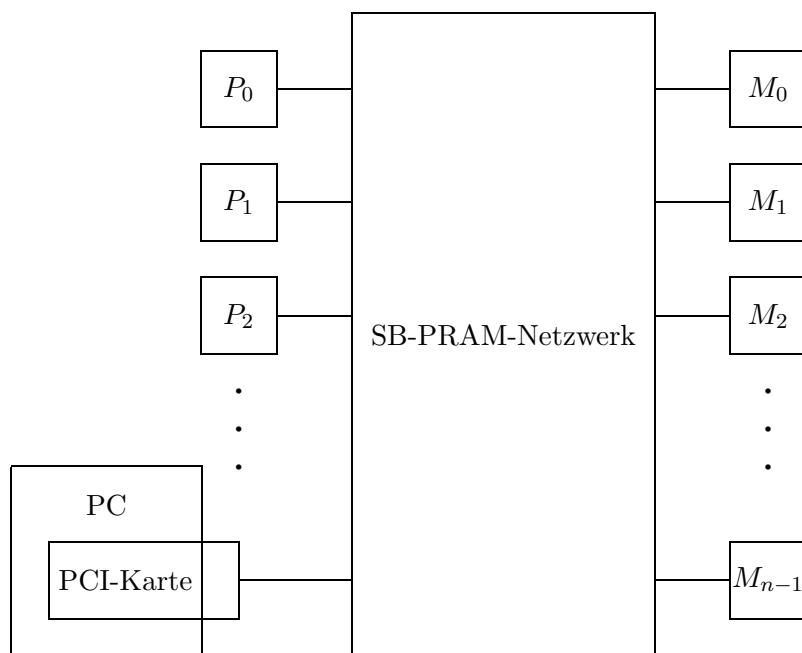 P₀
M₀
P₁
M₁
P₂
M₂
SB-PRAM-Netzwerk
PC
PCI-Karte
Mₙ₋₁